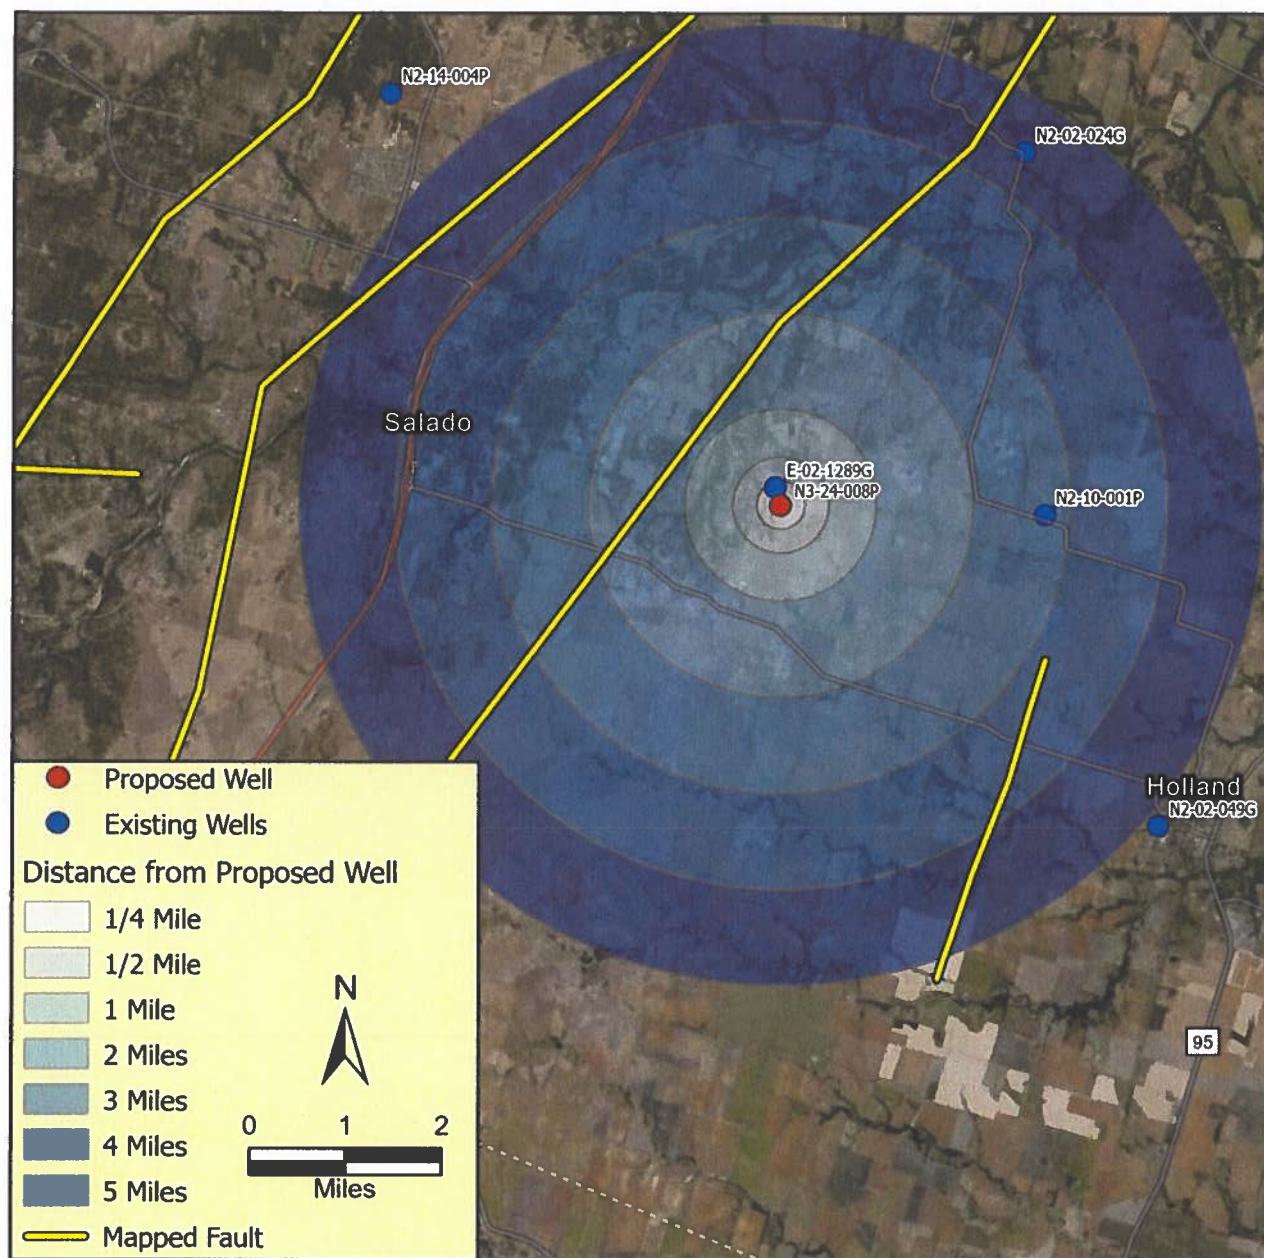 N2-14-004P
N2-02-024G
Salado
E-02-1289G
N3-24-008P
N2-10-001P
Holland
N2-02-049G
95
Proposed Well
Existing Wells
Distance from Proposed Well
1/4 Mile
1/2 Mile
1 Mile
2 Miles
3 Miles
4 Miles
5 Miles
Mapped Fault
N
0 1 2
Miles